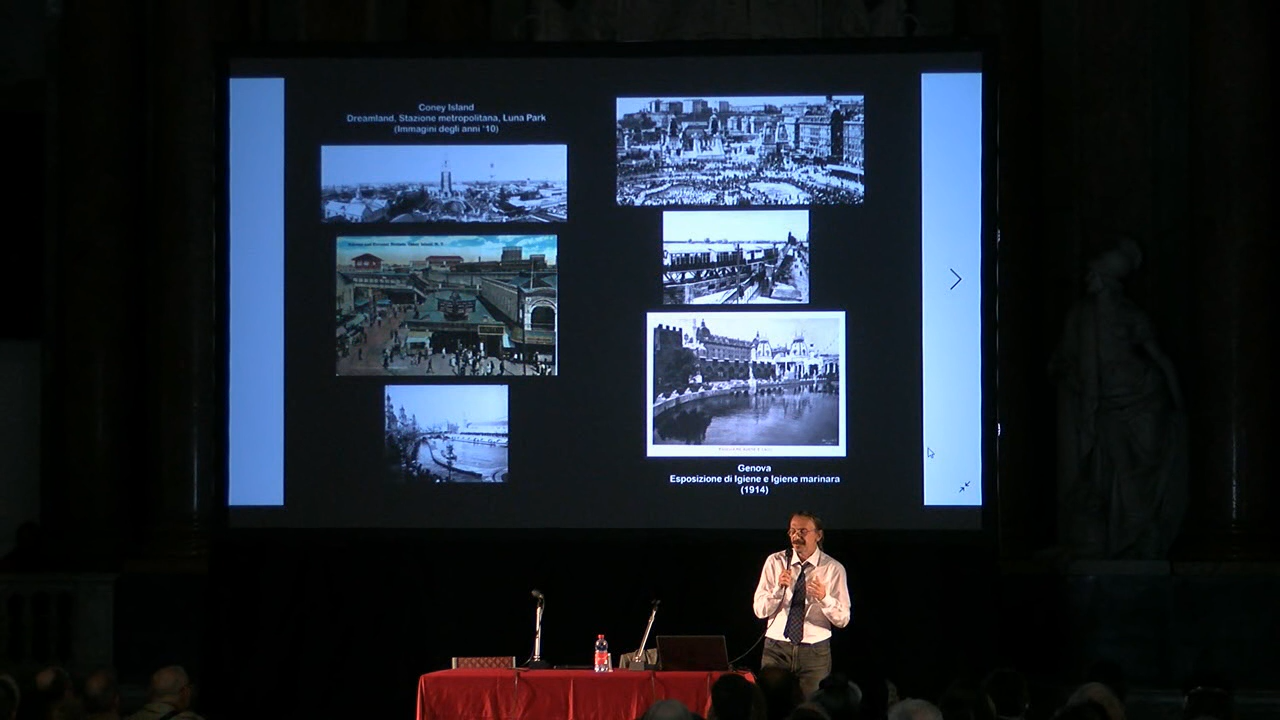 Coney Island
Dreamland, Stazione metropolitana, Luna Park
(Immagini degli anni '10)
Genova
Esposizione di Igiene e Igiene marinara
(1914)